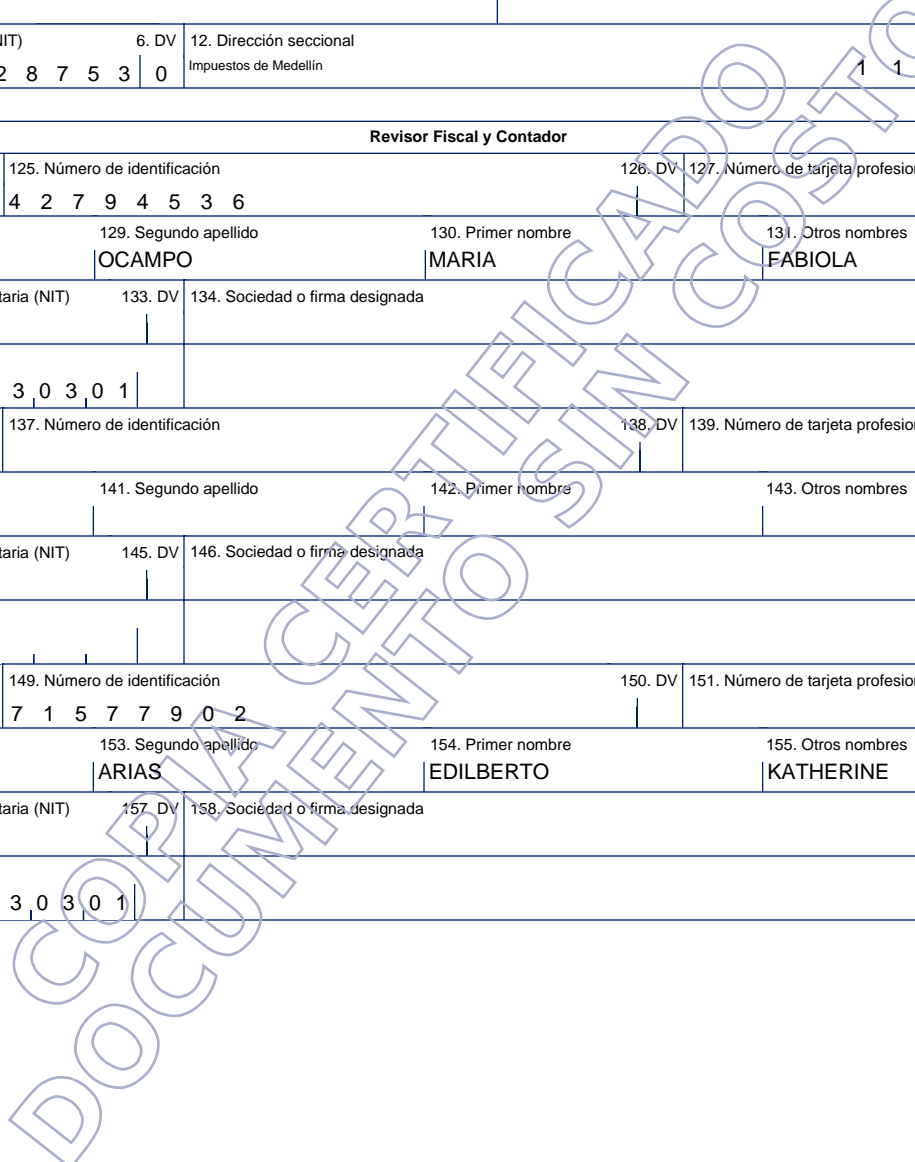 NIT) 6. DV 12. Dirección seccional
2 8 7 5 3 0 Impuestos de Medellín 1 1
Revisor Fiscal y Contador
125. Número de identificación 126. DV 127. Número de tarjeta profesion
4 2 7 9 4 5 3 6
129. Segundo apellido 130. Primer nombre 131. Otros nombres
OCAMPO MARIA FABIOLA
taria (NIT) 133. DV 134. Sociedad o firma designada
3 0 3 0 1
137. Número de identificación 138. DV 139. Número de tarjeta profesion
141. Segundo apellido 142. Primer nombre 143. Otros nombres
taria (NIT) 145. DV 146. Sociedad o firma designada
149. Número de identificación 150. DV 151. Número de tarjeta profesion
7 1 5 7 7 9 0 2
153. Segundo apellido 154. Primer nombre 155. Otros nombres
ARIAS EDILBERTO KATHERINE
taria (NIT) 157. DV 158. Sociedad o firma designada
3 0 3 0 1
COPIA CERTIFICADO
DOCUMENTO SIN COSTO